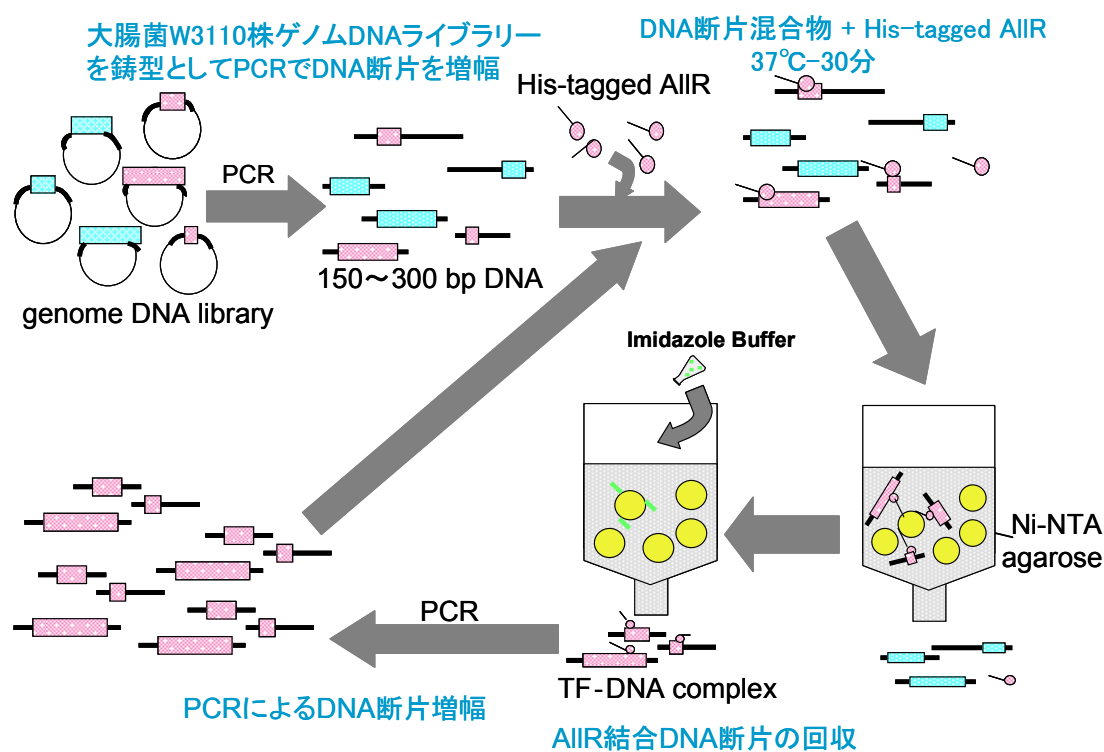 大腸菌W3110株ゲノムDNAライブラリー
を鋳型としてPCRでDNA断片を増幅
DNA断片混合物 + His-tagged AllR
37℃-30分
His-tagged AllR
PCR
150～300 bp DNA
genome DNA library
Imidazole Buffer
Ni-NTA
agarose
PCR
TF-DNA complex
PCRによるDNA断片増幅
AllR結合DNA断片の回収